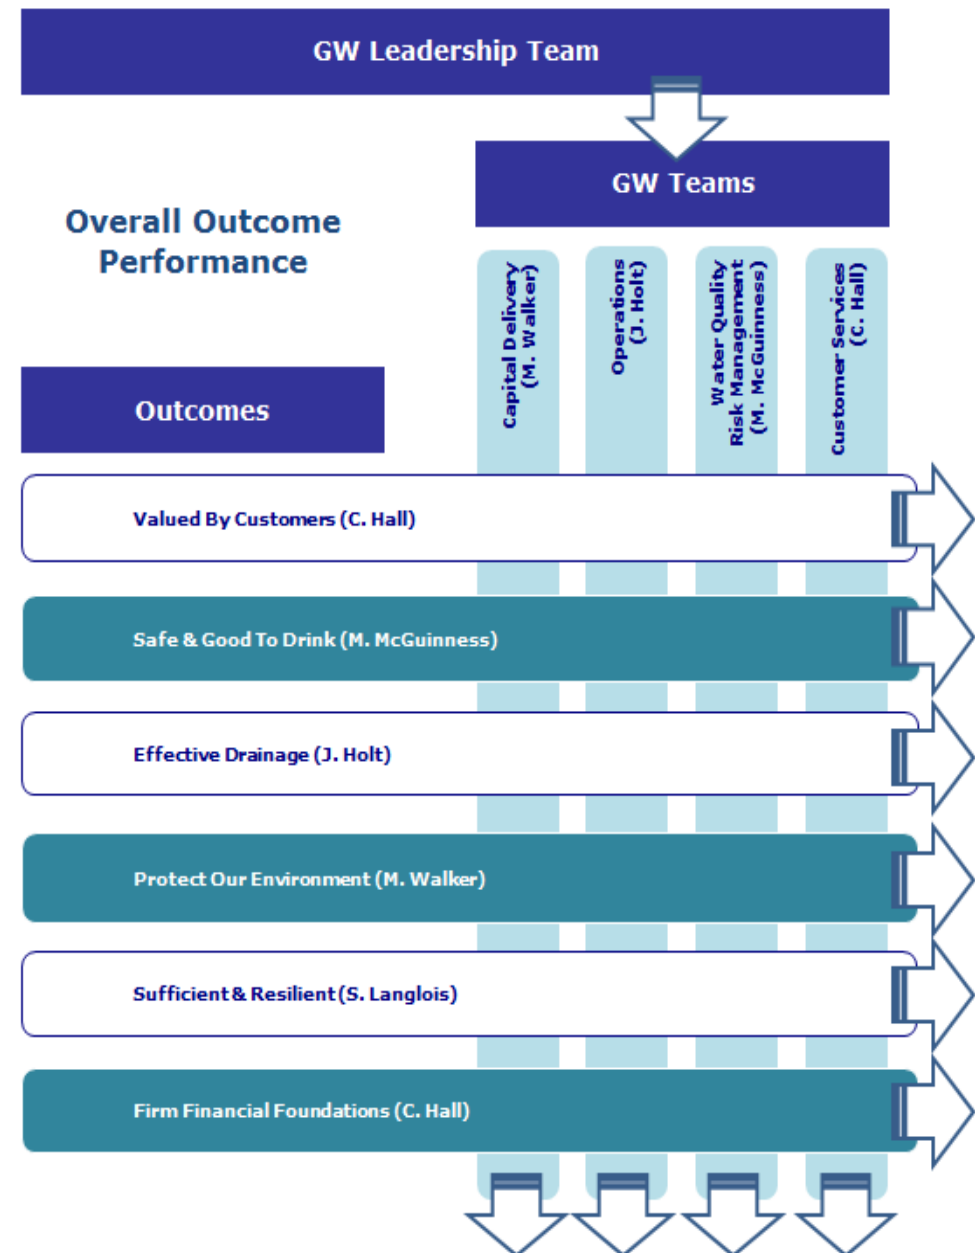 GW Leadership Team
GW Teams
Overall Outcome
Performance
Capital Delivery
(M. Walker)
Operations
(J. Holt)
Water Quality
Risk Management
(M. McGuinness)
Customer Services
(C. Hall)
Outcomes
Valued By Customers (C. Hall)
Safe & Good To Drink (M. McGuinness)
Effective Drainage (J. Holt)
Protect Our Environment (M. Walker)
Sufficient & Resilient (S. Langlois)
Firm Financial Foundations (C. Hall)